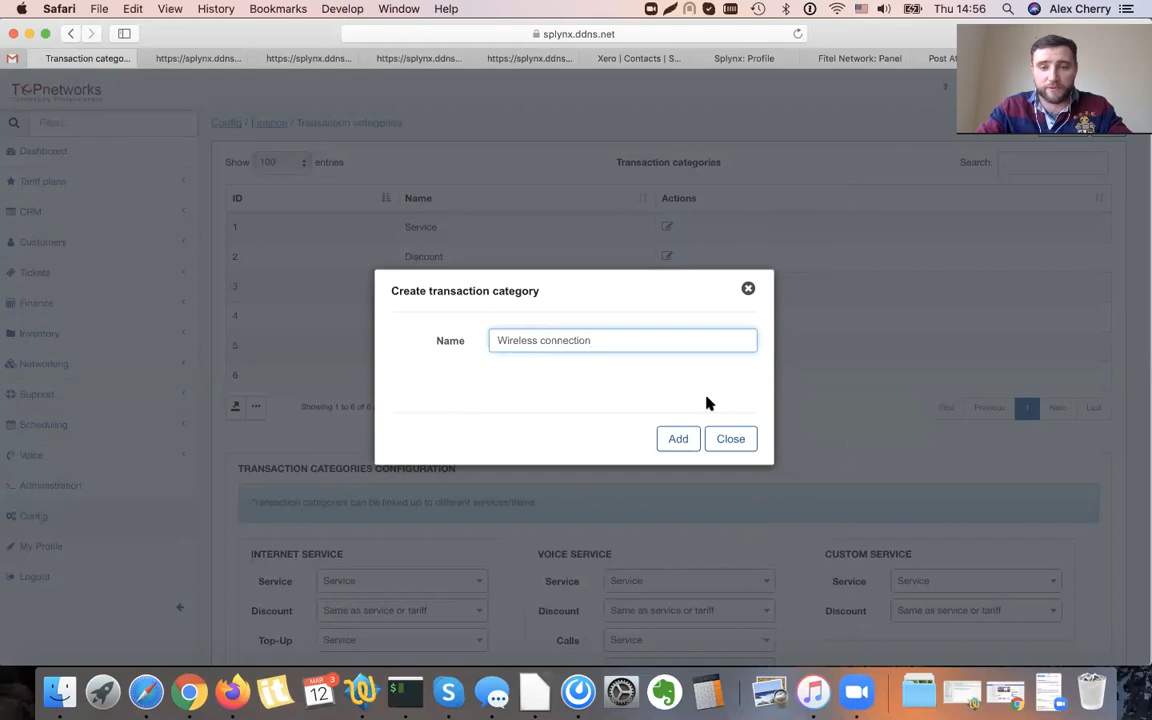 Safari File Edit View History Bookmarks Develop Window Help Thu 14:56 Alex Cherry
splynx.ddns.net
Transaction catego... https://splynx.ddns... https://splynx.ddns... https://splynx.ddns... https://splynx.ddns... Xero | Contacts | S... Splynx: Profile Fitel Network: Panel Post At
TOPnetworks
?
Filter...
Config / Finance / Transaction categories
Dashboard
Tariff plans
CRM
Customers
Tickets
Finance
Inventory
Networking
Support
Scheduling
Voice
Administration
Config
My Profile
Logout
Show 100 entries Transaction categories Search:
ID Name Actions
1 Service
2 Discount
3
4
5
6
Showing 1 to 6 of 6
First Previous 1 Next Last
Create transaction category
Name Wireless connection
Add Close
TRANSACTION CATEGORIES CONFIGURATION
Transaction categories can be linked up to different services/items.
INTERNET SERVICE VOICE SERVICE CUSTOM SERVICE
Service Service Service Service Service Service
Discount Same as service or tariff Discount Same as service or tariff Discount Same as service or tariff
Top-Up Service Calls Service
MAR 3
12